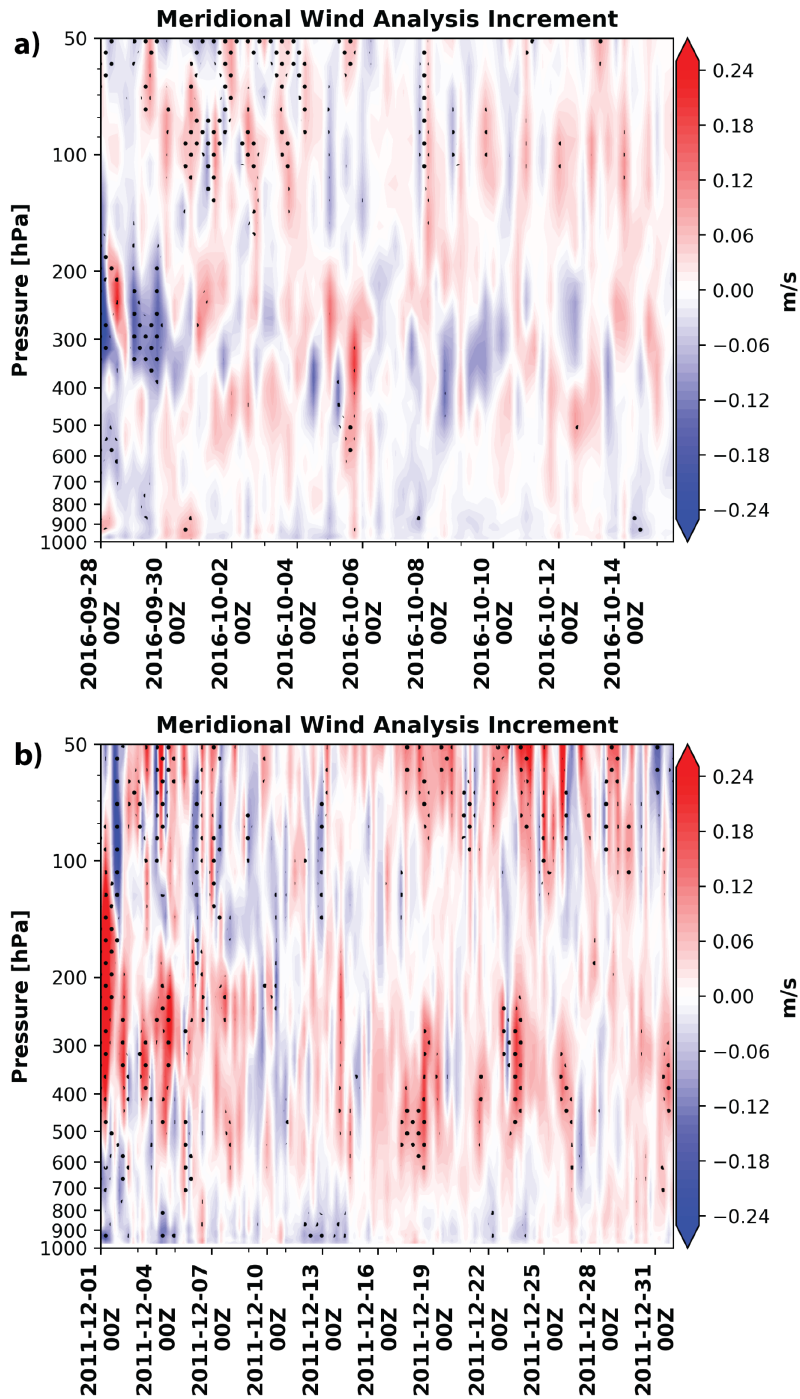 Meridional Wind Analysis Increment
a)
50
100
200
300
400
500
600
700
800
900
1000
Pressure [hPa]
2016-09-28
00Z
2016-09-30
00Z
2016-10-02
00Z
2016-10-04
00Z
2016-10-06
00Z
2016-10-08
00Z
2016-10-10
00Z
2016-10-12
00Z
2016-10-14
00Z
0.24
0.18
0.12
0.06
0.00
−0.06
−0.12
−0.18
−0.24
m/s
Meridional Wind Analysis Increment
b)
50
100
200
300
400
500
600
700
800
900
1000
Pressure [hPa]
2011-12-01
00Z
2011-12-04
00Z
2011-12-07
00Z
2011-12-10
00Z
2011-12-13
00Z
2011-12-16
00Z
2011-12-19
00Z
2011-12-22
00Z
2011-12-25
00Z
2011-12-28
00Z
2011-12-31
00Z
0.24
0.18
0.12
0.06
0.00
−0.06
−0.12
−0.18
−0.24
m/s